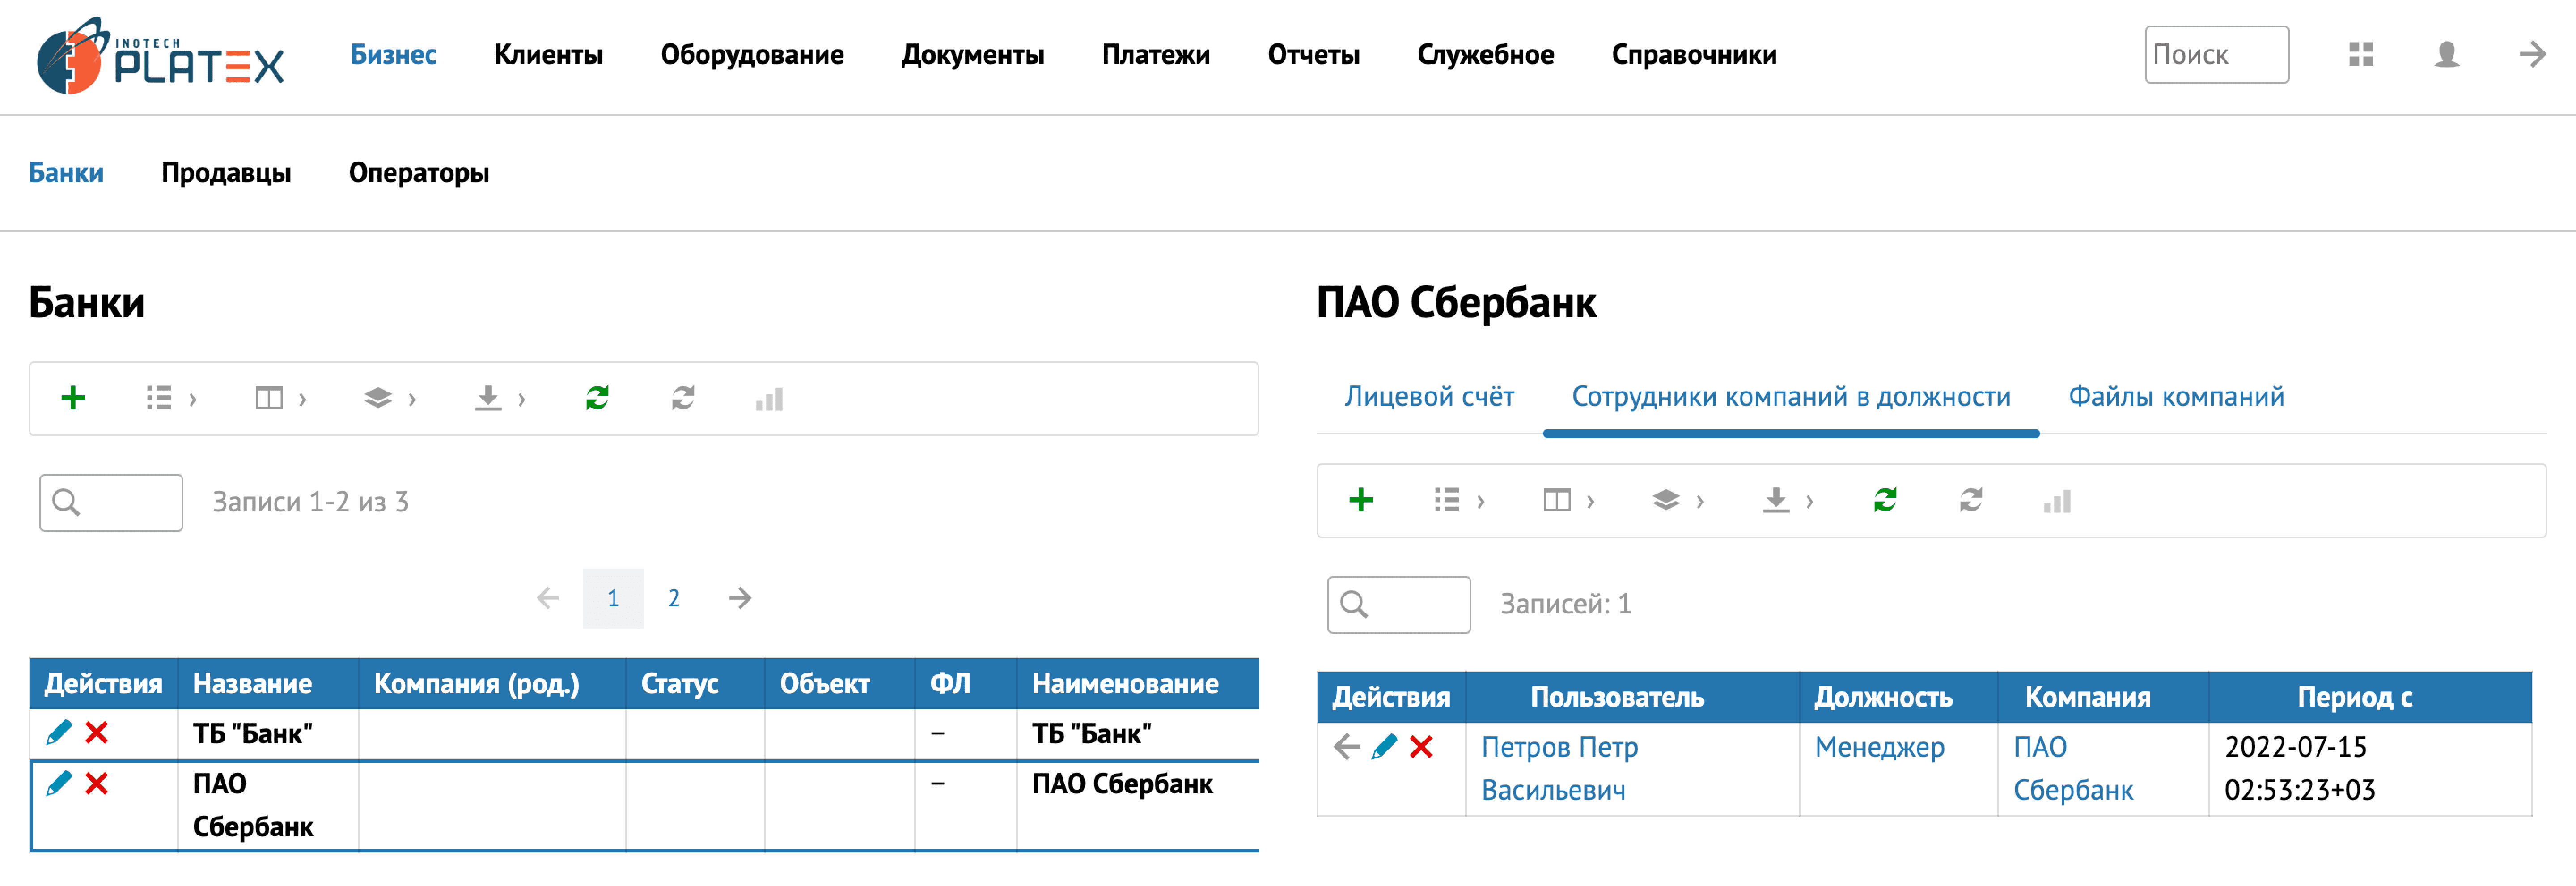 INOTECH
PLATEX
Бизнес Клиенты Оборудование Документы Платежи Отчеты Служебное Справочники Поиск
Банки Продавцы Операторы
Банки
Записи 1-2 из 3
1 2
Действия Название Компания (род.) Статус Объект ФЛ Наименование
ТБ "Банк" – ТБ "Банк"
ПАО – ПАО Сбербанк
Сбербанк
ПАО Сбербанк
Лицевой счёт Сотрудники компаний в должности Файлы компаний
Записей: 1
Действия Пользователь Должность Компания Период с
Петров Петр Менеджер ПАО 2022-07-15
Васильевич Сбербанк 02:53:23+03